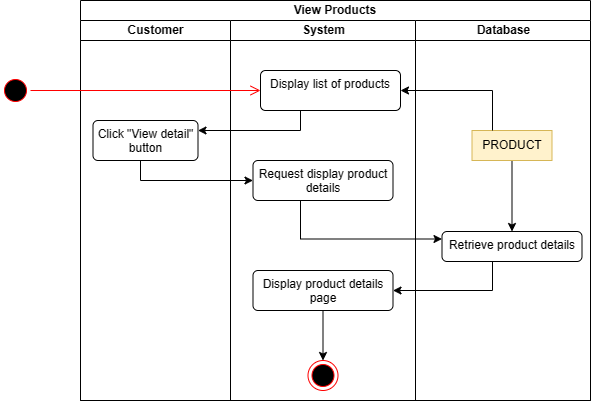 View Products
Customer
System
Database
Display list of products
Click "View detail"
button
PRODUCT
Request display product
details
Retrieve product details
Display product details
page